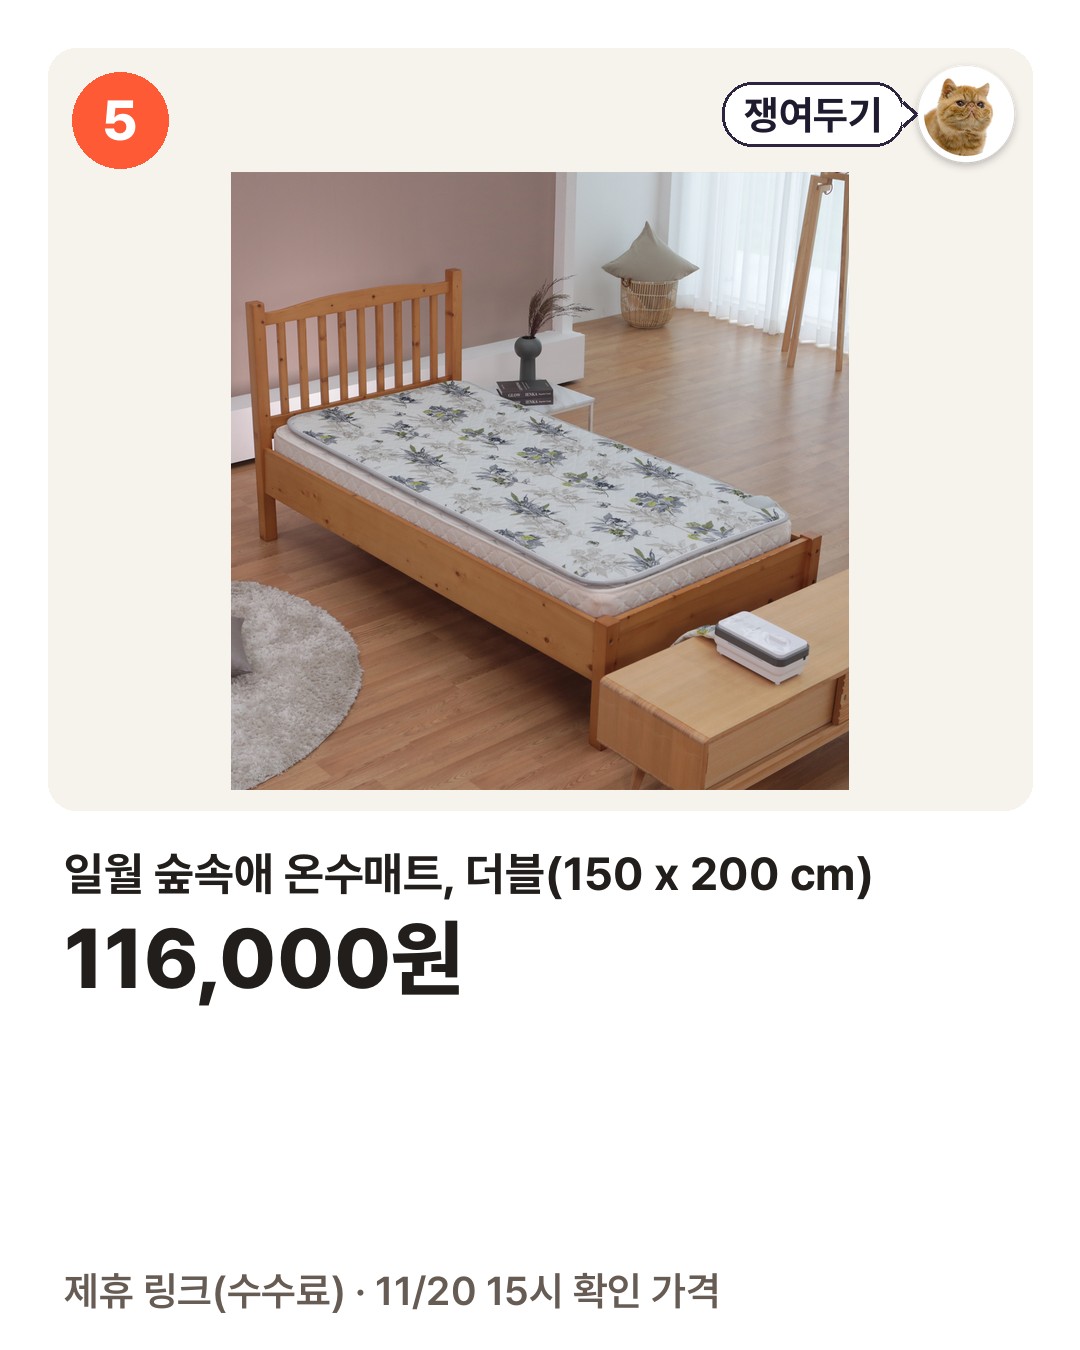 5
쟁여두기
일월 숲속애 온수매트, 더블(150 x 200 cm)
116,000원
제휴 링크(수수료) · 11/20 15시 확인 가격